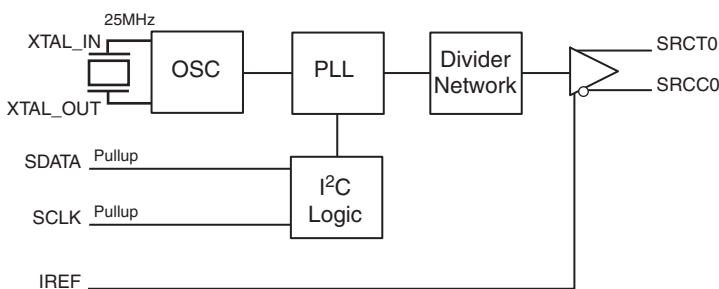 25MHz
XTAL_IN
XTAL_OUT
OSC
PLL
Divider
Network
SRCT0
SRCC0
SDATA Pullup
SCLK Pullup
I²C
Logic
IREF